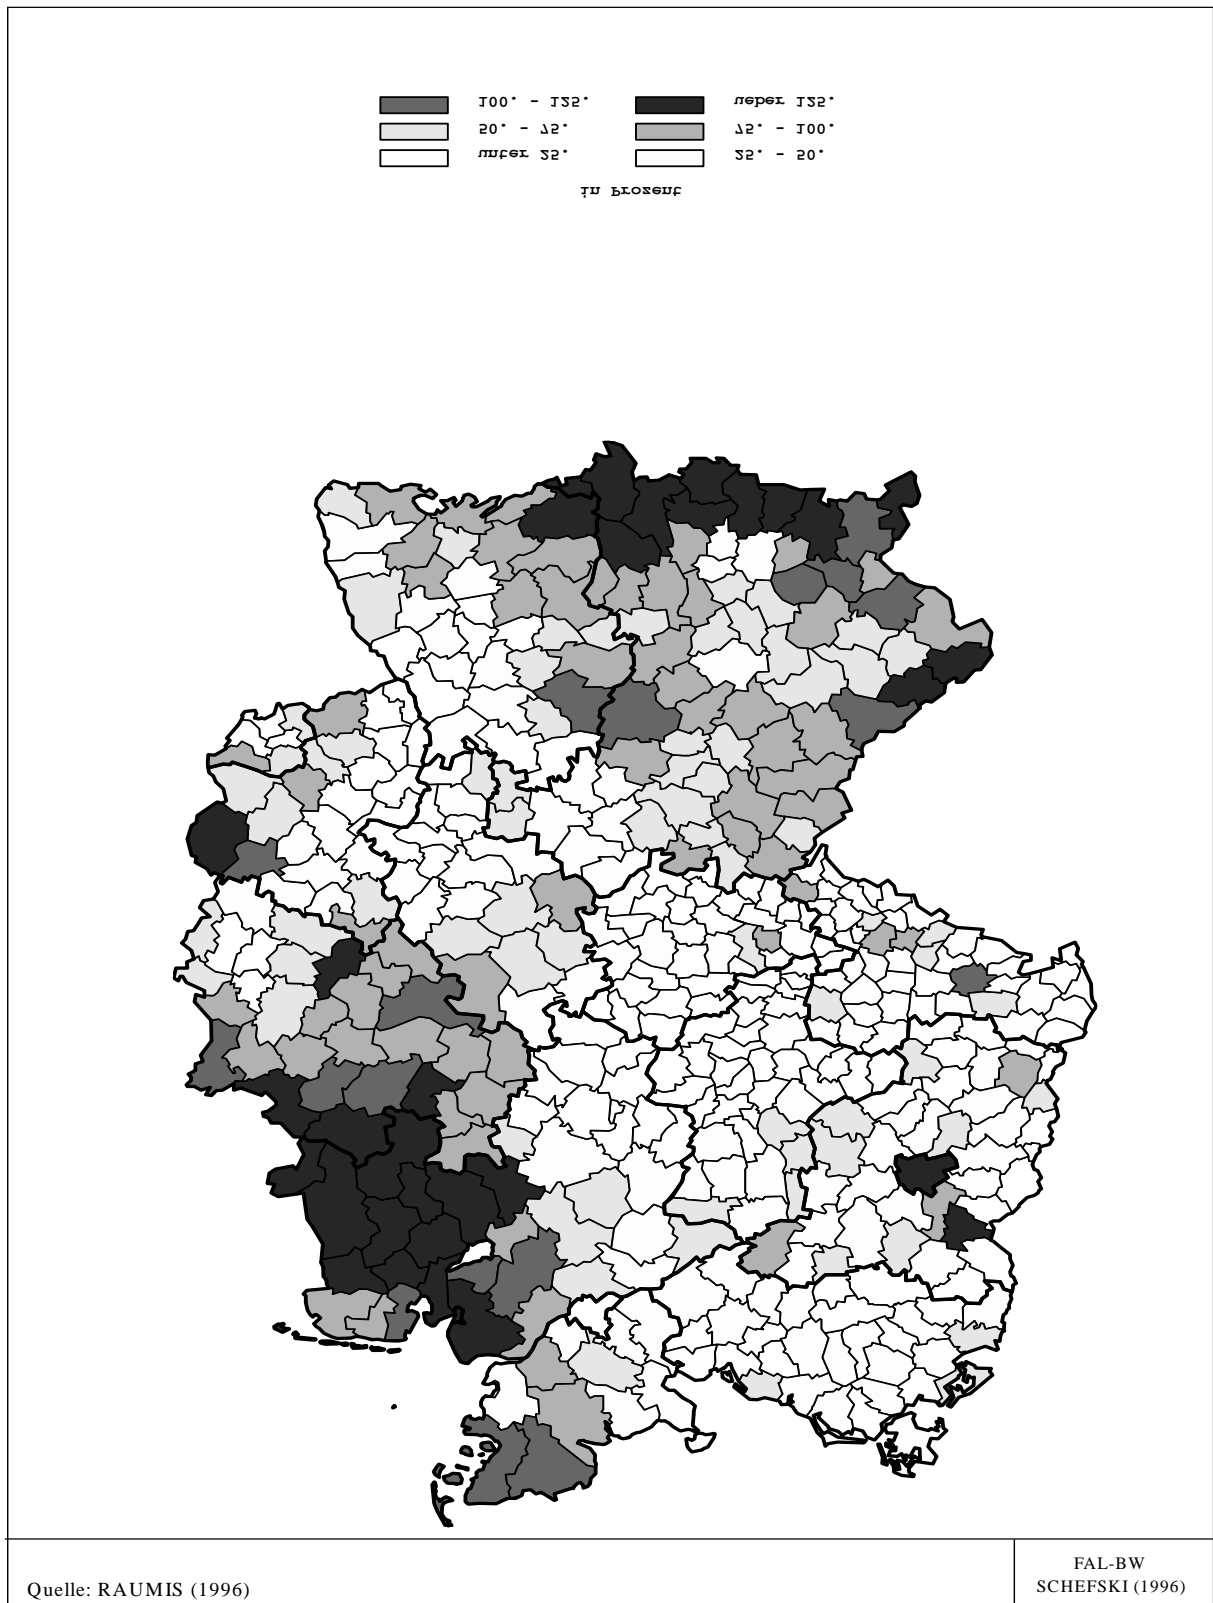 100. - 125. ueber 125.
50. - 75. 75. - 100.
unter 25. 25. - 50.
in Prozent
Quelle: RAUMIS (1996)
FAL-BW
SCHEFSKI (1996)